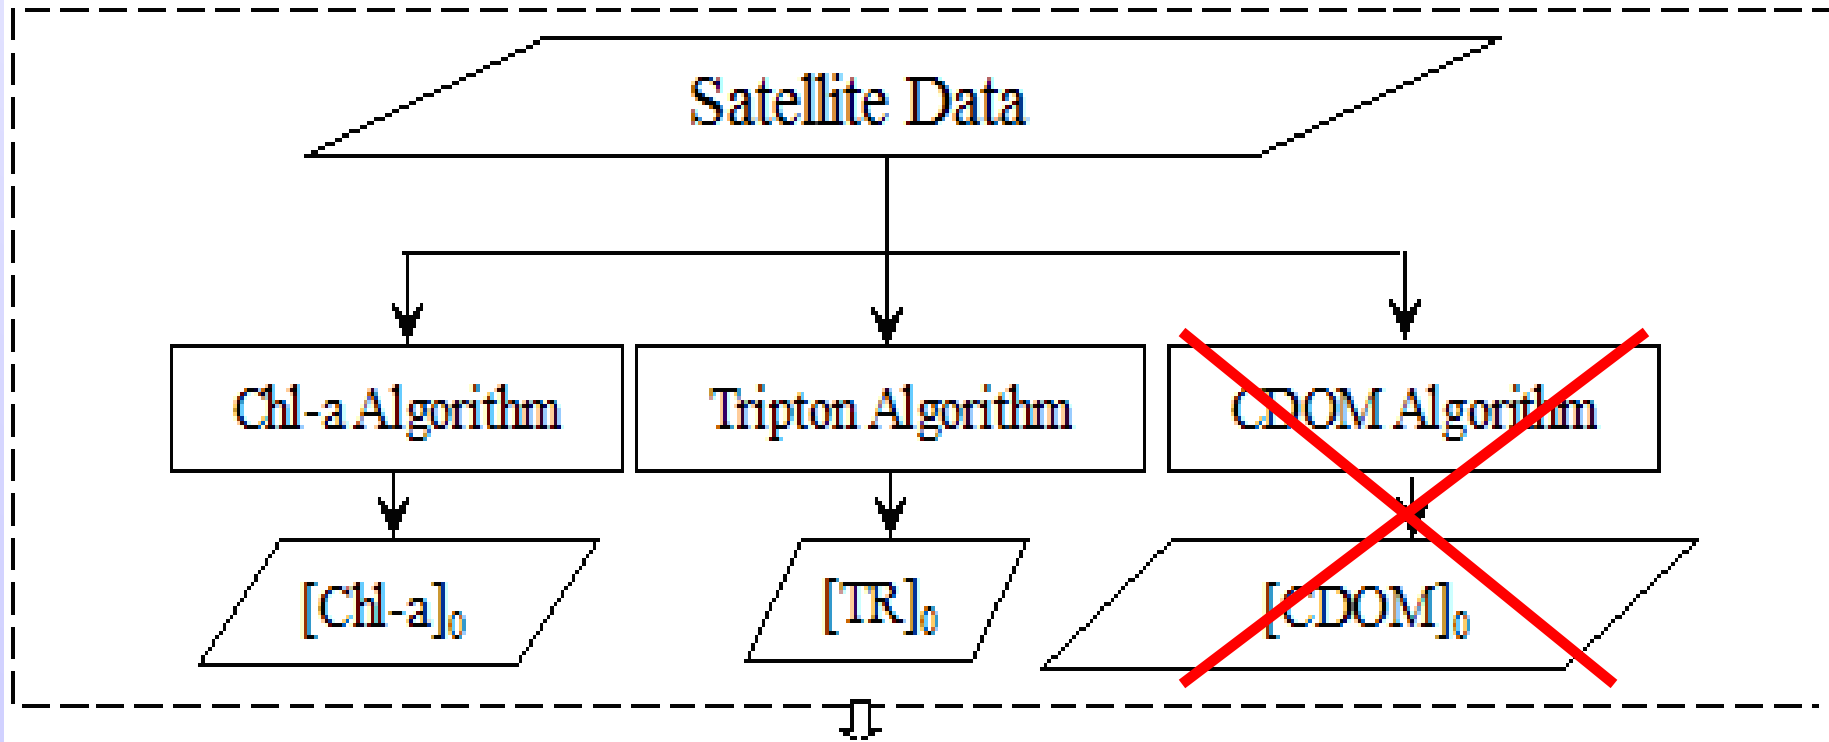 Satellite Data
Chl-a Algorithm
Tripton Algorithm
CDOM Algorithm
[Chl-a]₀
[TR]₀
[CDOM]₀